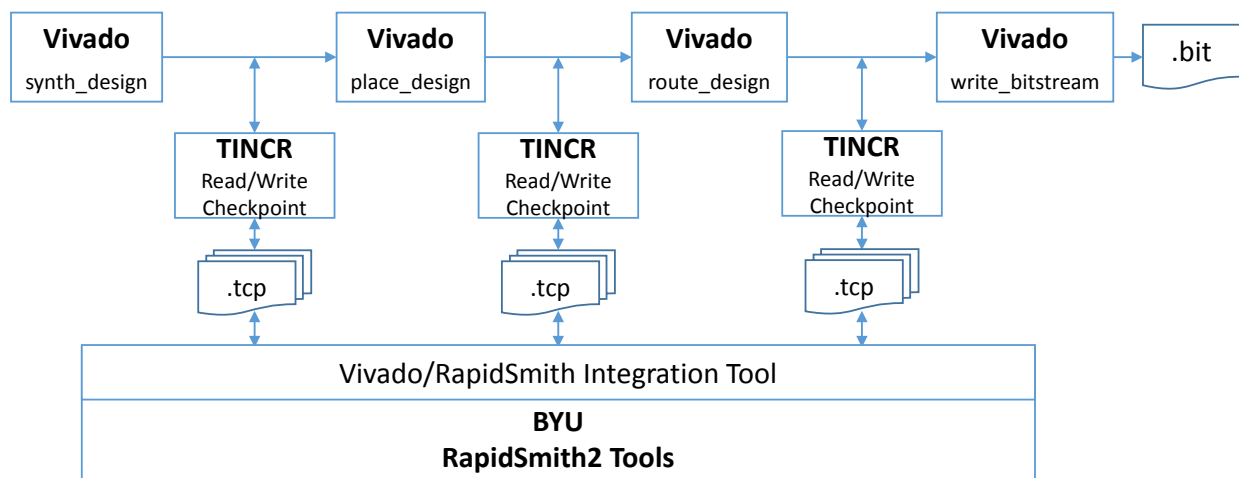 Vivado
synth_design
Vivado
place_design
Vivado
route_design
Vivado
write_bitstream
.bit
TINCR
Read/Write
Checkpoint
TINCR
Read/Write
Checkpoint
TINCR
Read/Write
Checkpoint
.tcp
.tcp
.tcp
Vivado/RapidSmith Integration Tool
BYU
RapidSmith2 Tools